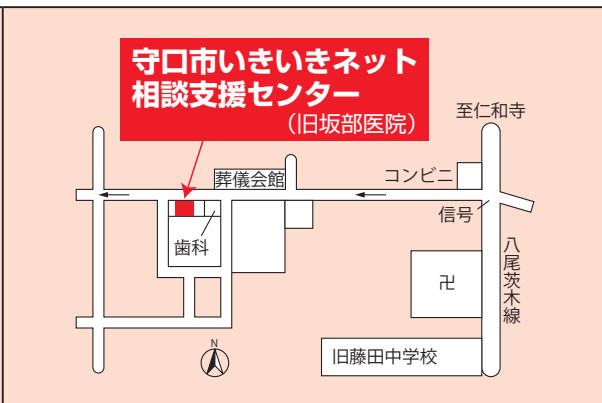 守口市いきいきネット
相談支援センター
（旧坂部医院）
至仁和寺
葬儀会館
コンビニ
信号
歯科
八尾茨木線
卍
N
旧藤田中学校